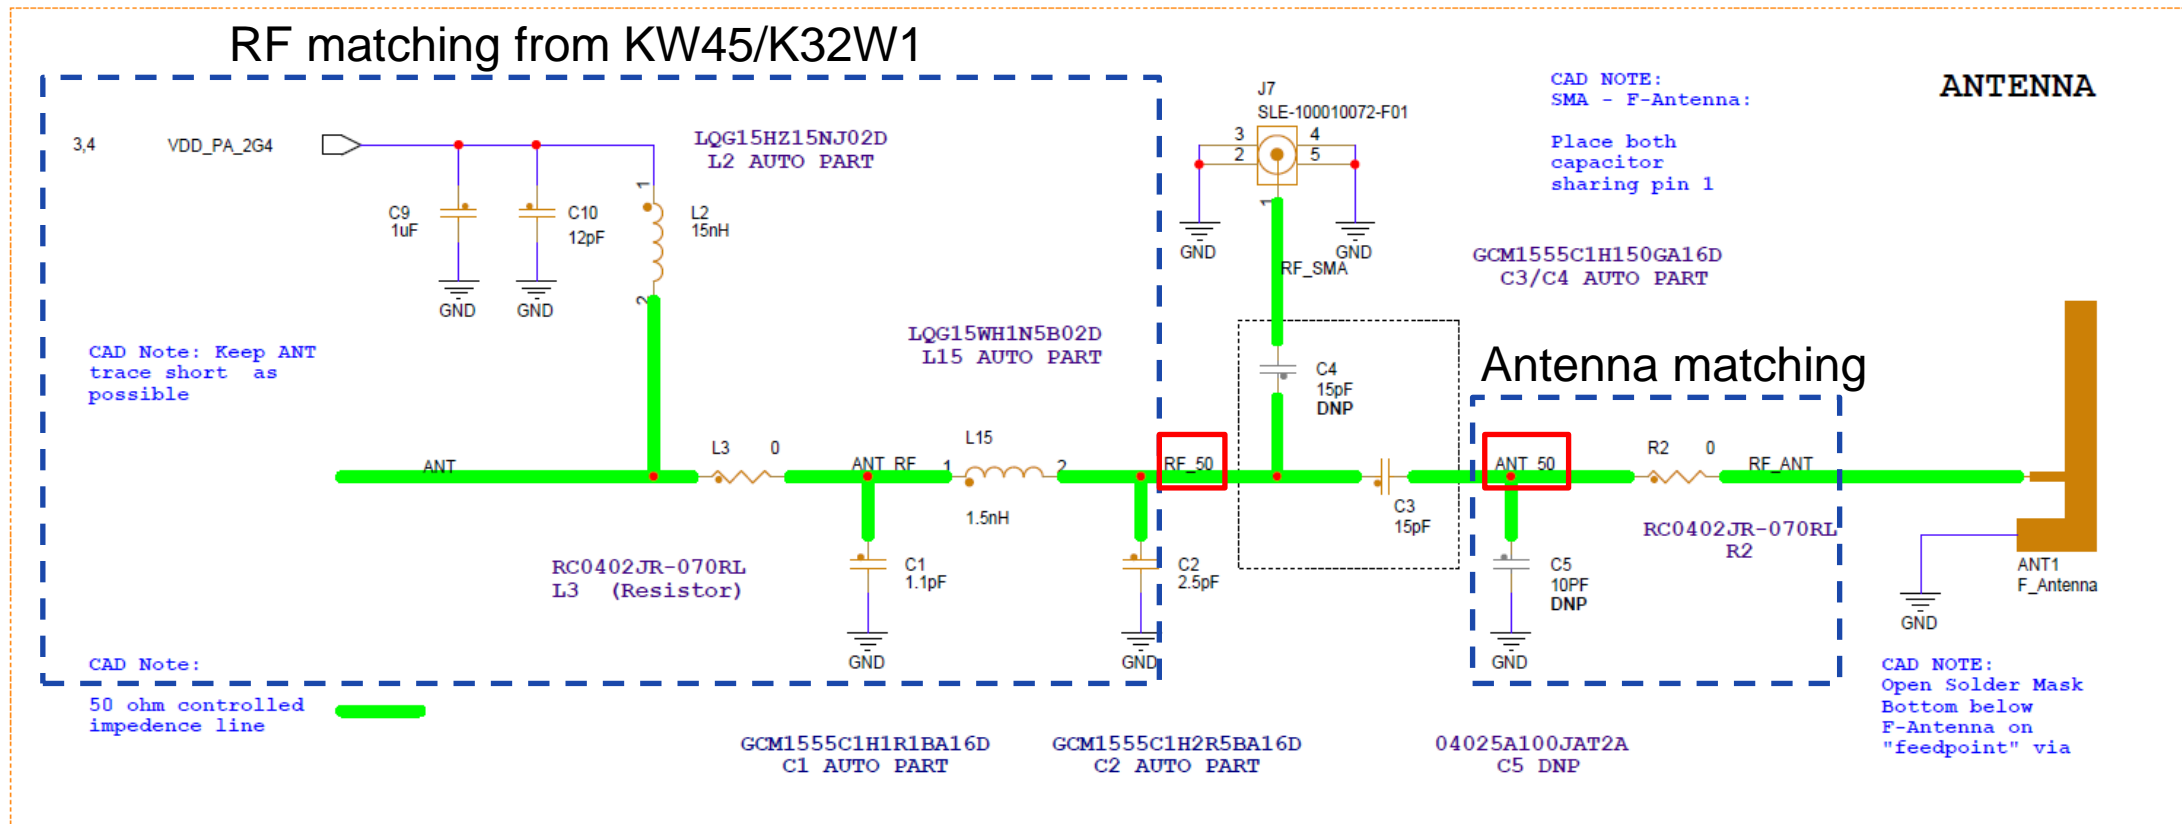 RF matching from KW45/K32W1
3,4
VDD_PA_2G4
LQG15HZ15NJ02D
L2 AUTO PART
C9
1uF
C10
12pF
1
L2
15nH
2
GND
GND
CAD Note: Keep ANT
trace short as
possible
LQG15WH1N5B02D
L15 AUTO PART
ANT
L3
0
ANT_RF
1
L15
2
1.5nH
RF_50
RC0402JR-070RL
L3 (Resistor)
C1
1.1pF
C2
2.5pF
GND
GND
CAD Note:
50 ohm controlled
impedence line
GCM1555C1H1R1BA16D
C1 AUTO PART
GCM1555C1H2R5BA16D
C2 AUTO PART
J7
SLE-100010072-F01
3
2
4
5
1
GND
GND
RF_SMA
CAD NOTE:
SMA - F-Antenna:
Place both
capacitor
sharing pin 1
ANTENNA
GCM1555C1H150GA16D
C3/C4 AUTO PART
C4
15pF
DNP
C3
15pF
Antenna matching
ANT_50
R2
0
RF_ANT
RC0402JR-070RL
R2
C5
10PF
DNP
GND
04025A100JAT2A
C5 DNP
ANT1
F_Antenna
GND
CAD NOTE:
Open Solder Mask
Bottom below
F-Antenna on
"feedpoint" via